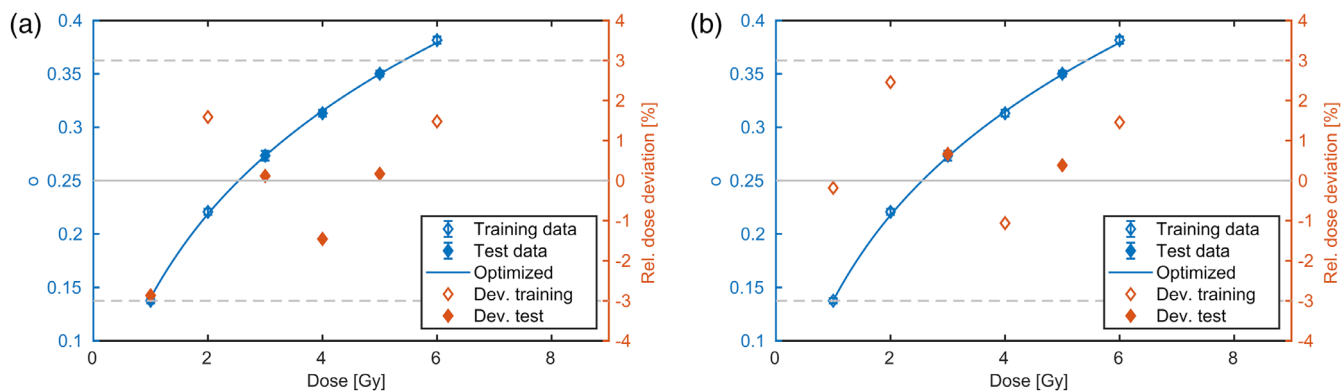 (a)
0.4
0.35
0.3
0.25
0.2
0.15
0.1
o
4
3
2
1
0
-1
-2
-3
-4
Rel. dose deviation [%]
Training data
Test data
Optimized
Dev. training
Dev. test
0 2 4 6 8
Dose [Gy]
(b)
0.4
0.35
0.3
0.25
0.2
0.15
0.1
o
4
3
2
1
0
-1
-2
-3
-4
Rel. dose deviation [%]
Training data
Test data
Optimized
Dev. training
Dev. test
0 2 4 6 8
Dose [Gy]